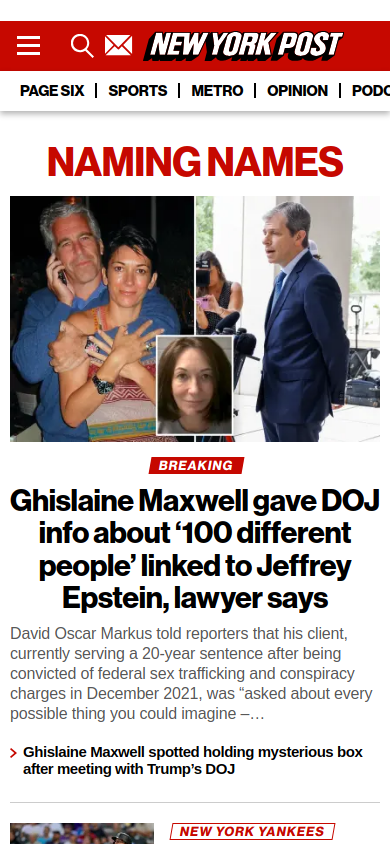 NEW YORK POST
PAGE SIX
SPORTS
METRO
OPINION
PODC
NAMING NAMES
BREAKING
Ghislaine Maxwell gave DOJ
info about ‘100 different
people’ linked to Jeffrey
Epstein, lawyer says
David Oscar Markus told reporters that his client,
currently serving a 20-year sentence after being
convicted of federal sex trafficking and conspiracy
charges in December 2021, was “asked about every
possible thing you could imagine –…
Ghislaine Maxwell spotted holding mysterious box
after meeting with Trump’s DOJ
NEW YORK YANKEES